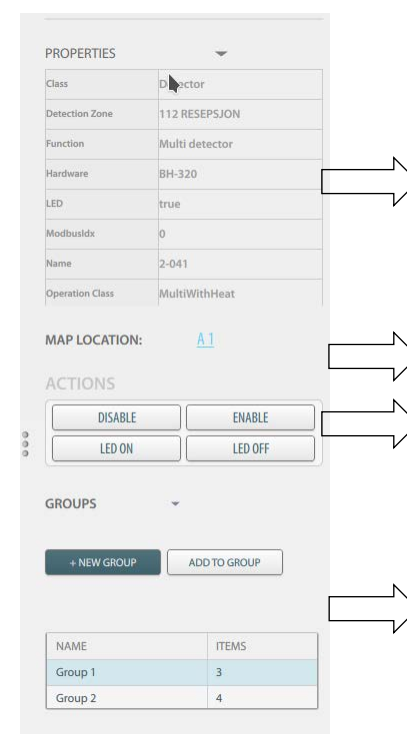 PROPERTIES
Class Detector
Detection Zone 112 RESEPSJON
Function Multi detector
Hardware BH-320
LED true
ModbusIdx 0
Name 2-041
Operation Class MultiWithHeat
MAP LOCATION: A 1
ACTIONS
DISABLE ENABLE
LED ON LED OFF
GROUPS
+ NEW GROUP ADD TO GROUP
NAME ITEMS
Group 1 3
Group 2 4